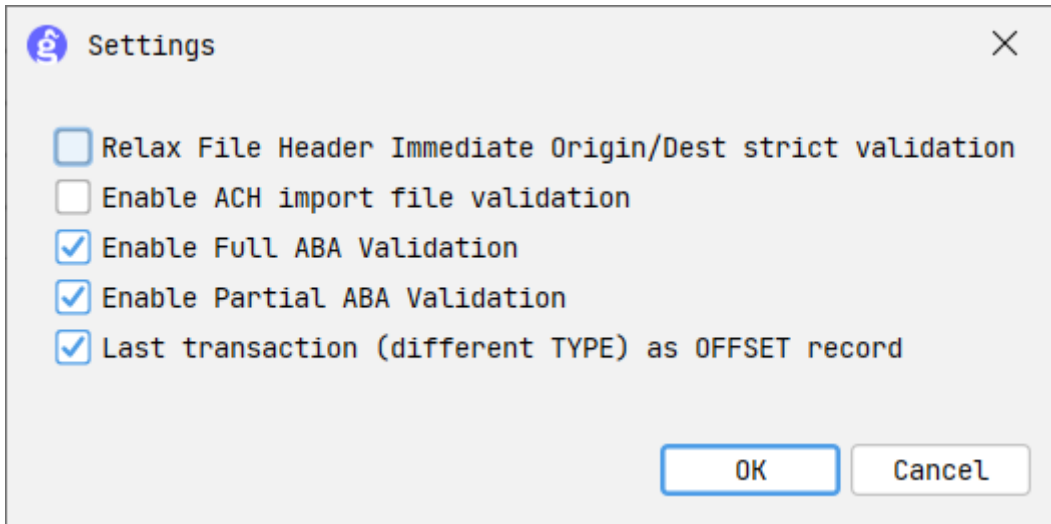 Settings
Relax File Header Immediate Origin/Dest strict validation
Enable ACH import file validation
Enable Full ABA Validation
Enable Partial ABA Validation
Last transaction (different TYPE) as OFFSET record
OK Cancel